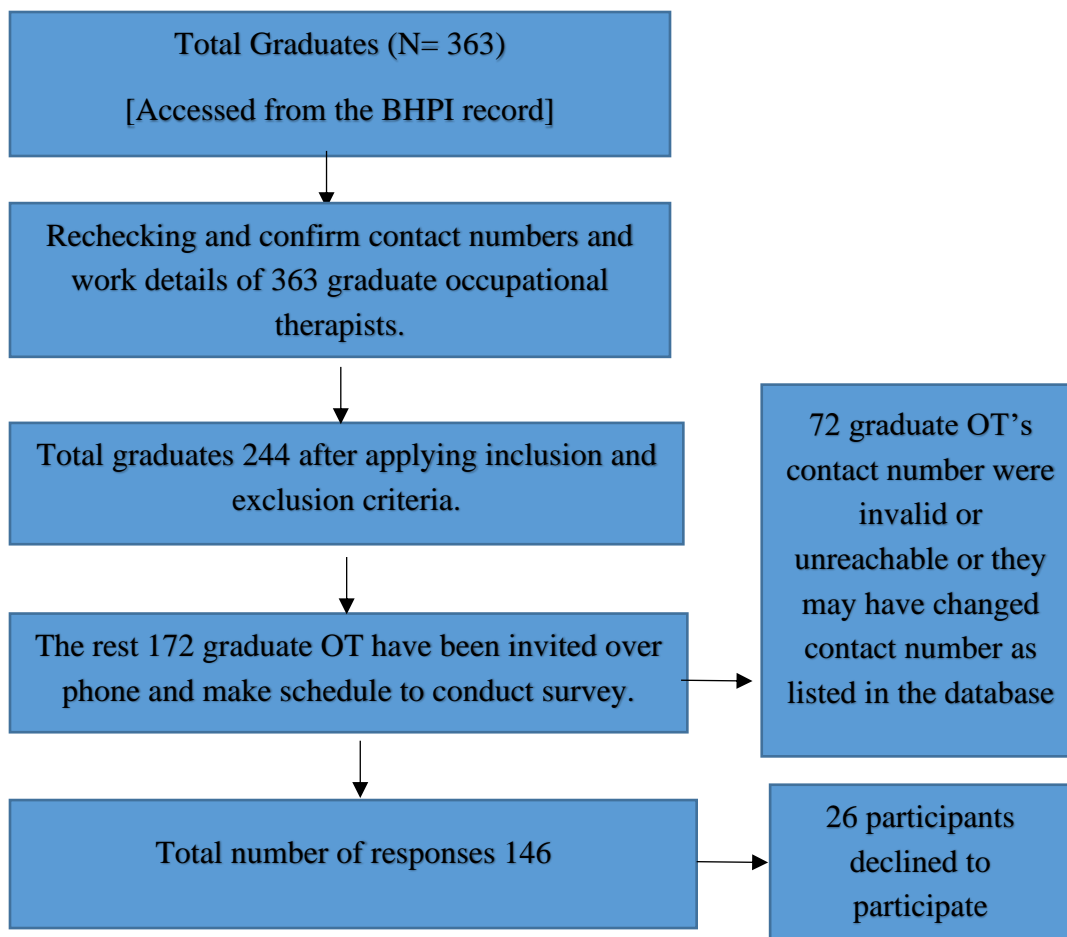 Total Graduates (N= 363)
[Accessed from the BHPI record]
Rechecking and confirm contact numbers and
work details of 363 graduate occupational
therapists.
Total graduates 244 after applying inclusion and
exclusion criteria.
72 graduate OT’s
contact number were
invalid or
unreachable or they
may have changed
contact number as
listed in the database
The rest 172 graduate OT have been invited over
phone and make schedule to conduct survey.
Total number of responses 146
26 participants
declined to
participate